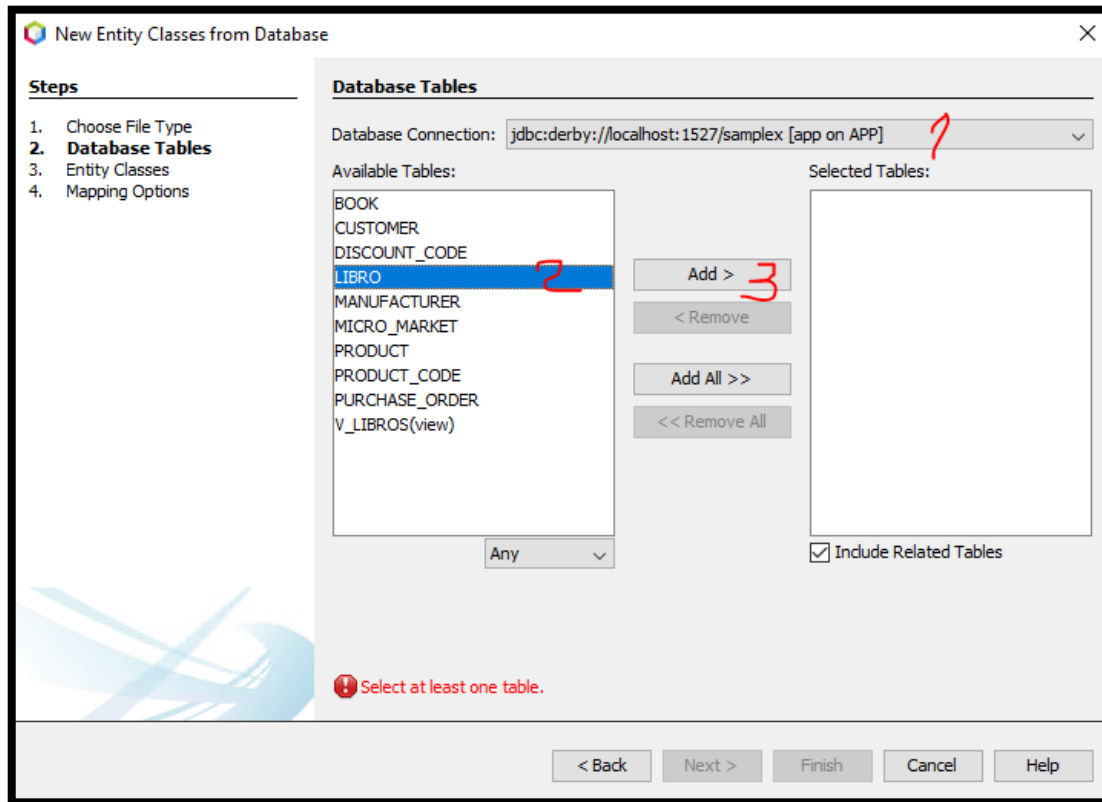 New Entity Classes from Database
Steps
1. Choose File Type
2. Database Tables
3. Entity Classes
4. Mapping Options
Database Tables
Database Connection: jdbc:derby://localhost:1527/samplex [app on APP] 1
Available Tables:
BOOK
CUSTOMER
DISCOUNT_CODE
LIBRO 2
MANUFACTURER
MICRO_MARKET
PRODUCT
PRODUCT_CODE
PURCHASE_ORDER
V_LIBROS(view)
Any
Add > 3
< Remove
Add All >>
<< Remove All
Selected Tables:
Include Related Tables
Select at least one table.
< Back Next > Finish Cancel Help